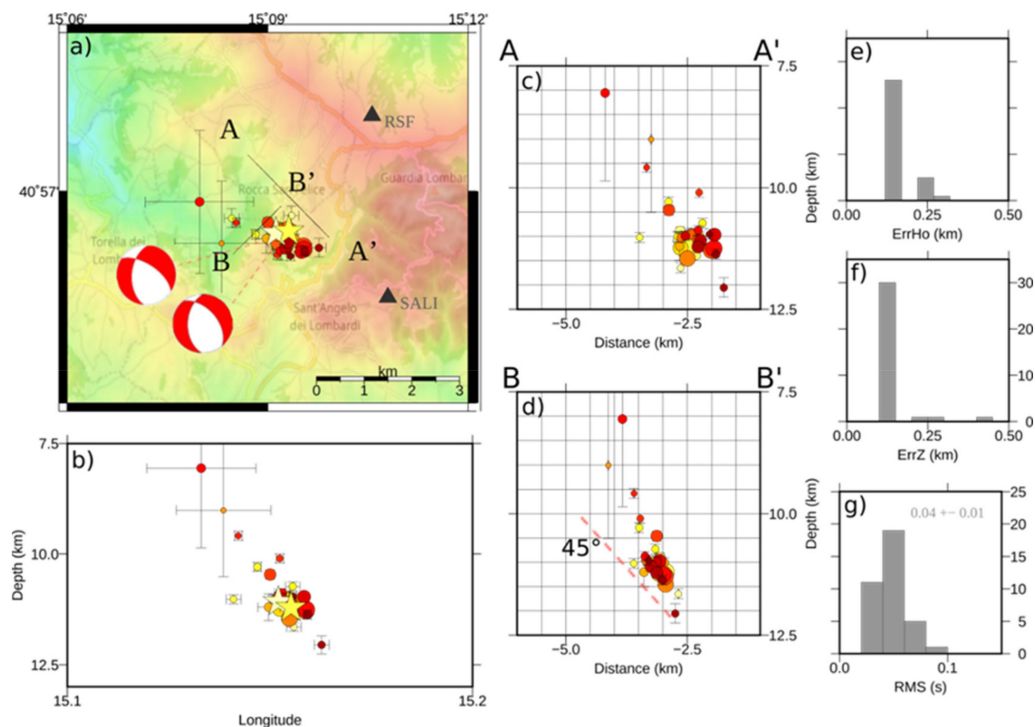 15°06' 15°09' 15°12'
a)
RSF
A
40°57'
Guardia Lombar
Rocca San Felice
B'
Torella dei
Lomb
B
A'
SALI
Sant'Angelo
dei Lombardi
km
0 1 2 3
A A'
c)
7.5
10.0
12.5
−5.0 −2.5
Distance (km)
B B'
d)
7.5
10.0
12.5
45°
−5.0 −2.5
Distance (km)
b)
7.5
10.0
12.5
Depth (km)
15.1 15.2
Longitude
e)
Depth (km)
0.00 0.25 0.50
ErrHo (km)
f)
30
20
10
0
0.00 0.25 0.50
ErrZ (km)
g)
0.04 +− 0.01
Depth (km)
25
20
15
10
5
0
0.0 0.1
RMS (s)